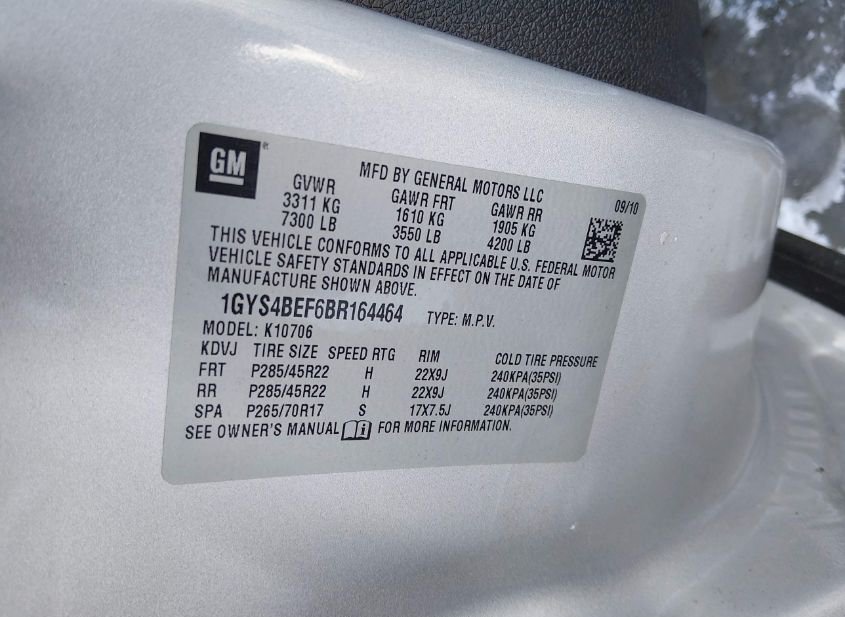 GM
MFD BY GENERAL MOTORS LLC
09/10
GVWR GAWR FRT GAWR RR
3311 KG 1610 KG 1905 KG
7300 LB 3550 LB 4200 LB
THIS VEHICLE CONFORMS TO ALL APPLICABLE U.S. FEDERAL MOTOR
VEHICLE SAFETY STANDARDS IN EFFECT ON THE DATE OF
MANUFACTURE SHOWN ABOVE.
1GYS4BEF6BR164464 TYPE: M.P.V.
MODEL: K10706
KDVJ TIRE SIZE SPEED RTG RIM COLD TIRE PRESSURE
FRT P285/45R22 H 22X9J 240KPA(35PSI)
RR P285/45R22 H 22X9J 240KPA(35PSI)
SPA P265/70R17 S 17X7.5J 240KPA(35PSI)
SEE OWNER'S MANUAL i FOR MORE INFORMATION.